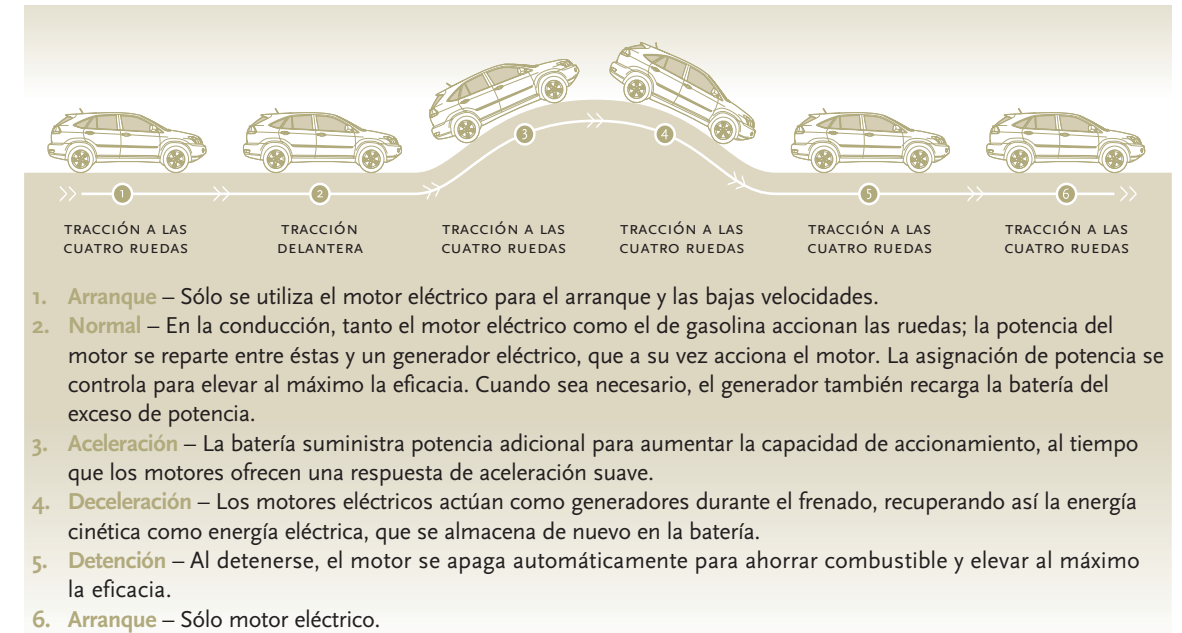 1
2
3
4
5
6
TRACCIÓN A LAS
CUATRO RUEDAS
TRACCIÓN
DELANTERA
TRACCIÓN A LAS
CUATRO RUEDAS
TRACCIÓN A LAS
CUATRO RUEDAS
TRACCIÓN A LAS
CUATRO RUEDAS
TRACCIÓN A LAS
CUATRO RUEDAS
1. Arranque – Sólo se utiliza el motor eléctrico para el arranque y las bajas velocidades.
2. Normal – En la conducción, tanto el motor eléctrico como el de gasolina accionan las ruedas; la potencia del
motor se reparte entre éstas y un generador eléctrico, que a su vez acciona el motor. La asignación de potencia se
controla para elevar al máximo la eficacia. Cuando sea necesario, el generador también recarga la batería del
exceso de potencia.
3. Aceleración – La batería suministra potencia adicional para aumentar la capacidad de accionamiento, al tiempo
que los motores ofrecen una respuesta de aceleración suave.
4. Deceleración – Los motores eléctricos actúan como generadores durante el frenado, recuperando así la energía
cinética como energía eléctrica, que se almacena de nuevo en la batería.
5. Detención – Al detenerse, el motor se apaga automáticamente para ahorrar combustible y elevar al máximo
la eficacia.
6. Arranque – Sólo motor eléctrico.